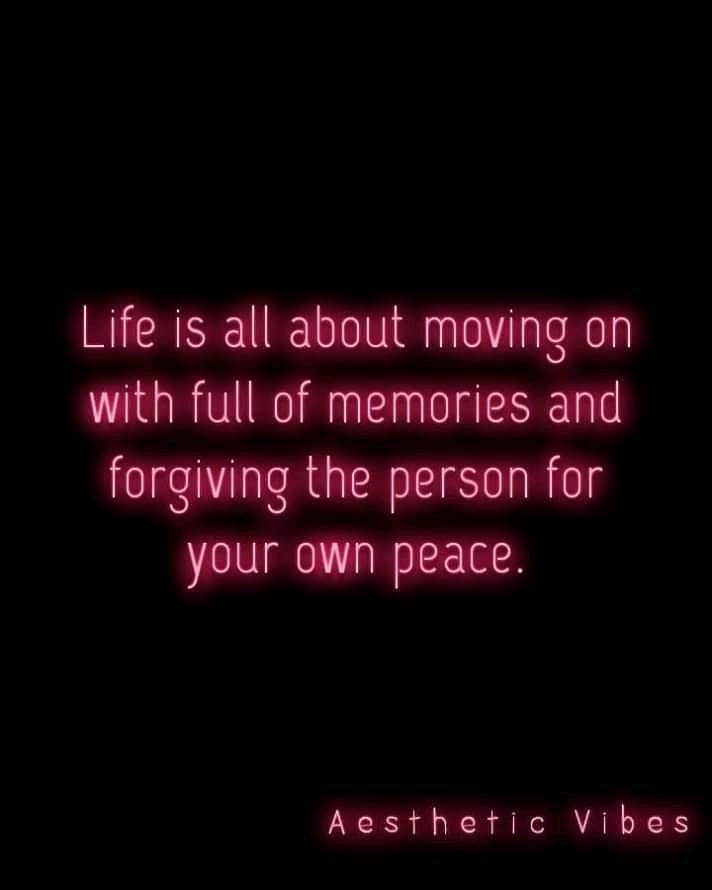 Life is all about moving on
with full of memories and
forgiving the person for
your own peace.
Aesthetic Vibes